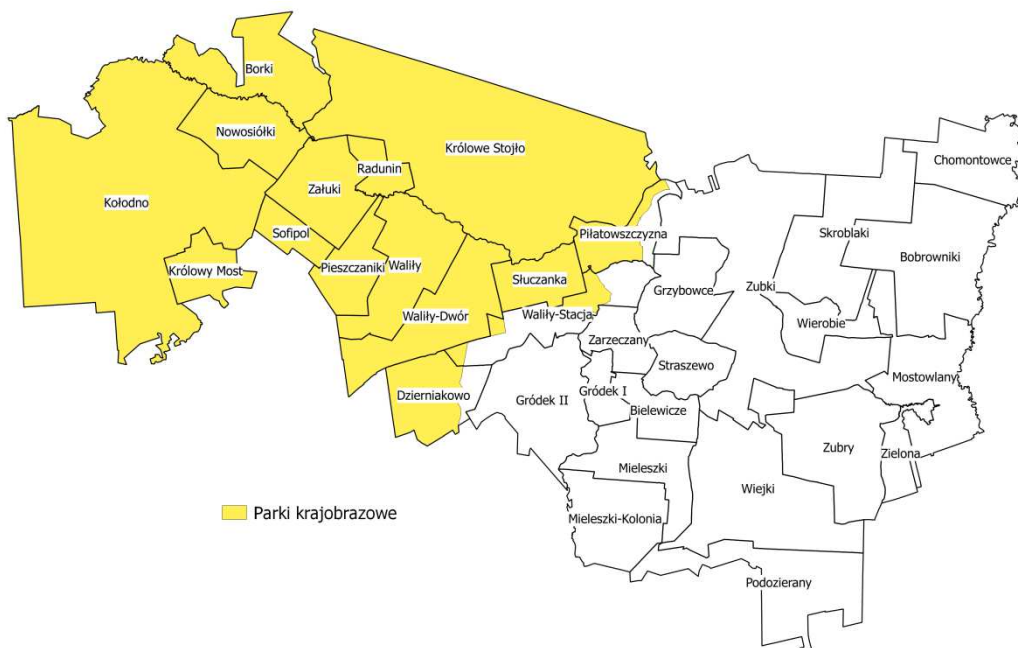 Borki
Nowosiółki
Królowe Stojło
Radunin
Załuki
Chomontowce
Kołodno
Sofipol
Piłatowszczyzna
Skroblaki
Bobrowniki
Królowy Most
Pieszczaniki
Waliły
Słuczanka
Grzybowce
Zubki
Waliły-Dwór
Waliły-Stacja
Wierobie
Zarzeczany
Straszewo
Mostowlany
Dzierniakowo
Gródek II
Gródek I
Bielewicze
Zubry
Zielona
Mieleszki
Wiejki
Parki krajobrazowe
Mieleszki-Kolonia
Podozierany